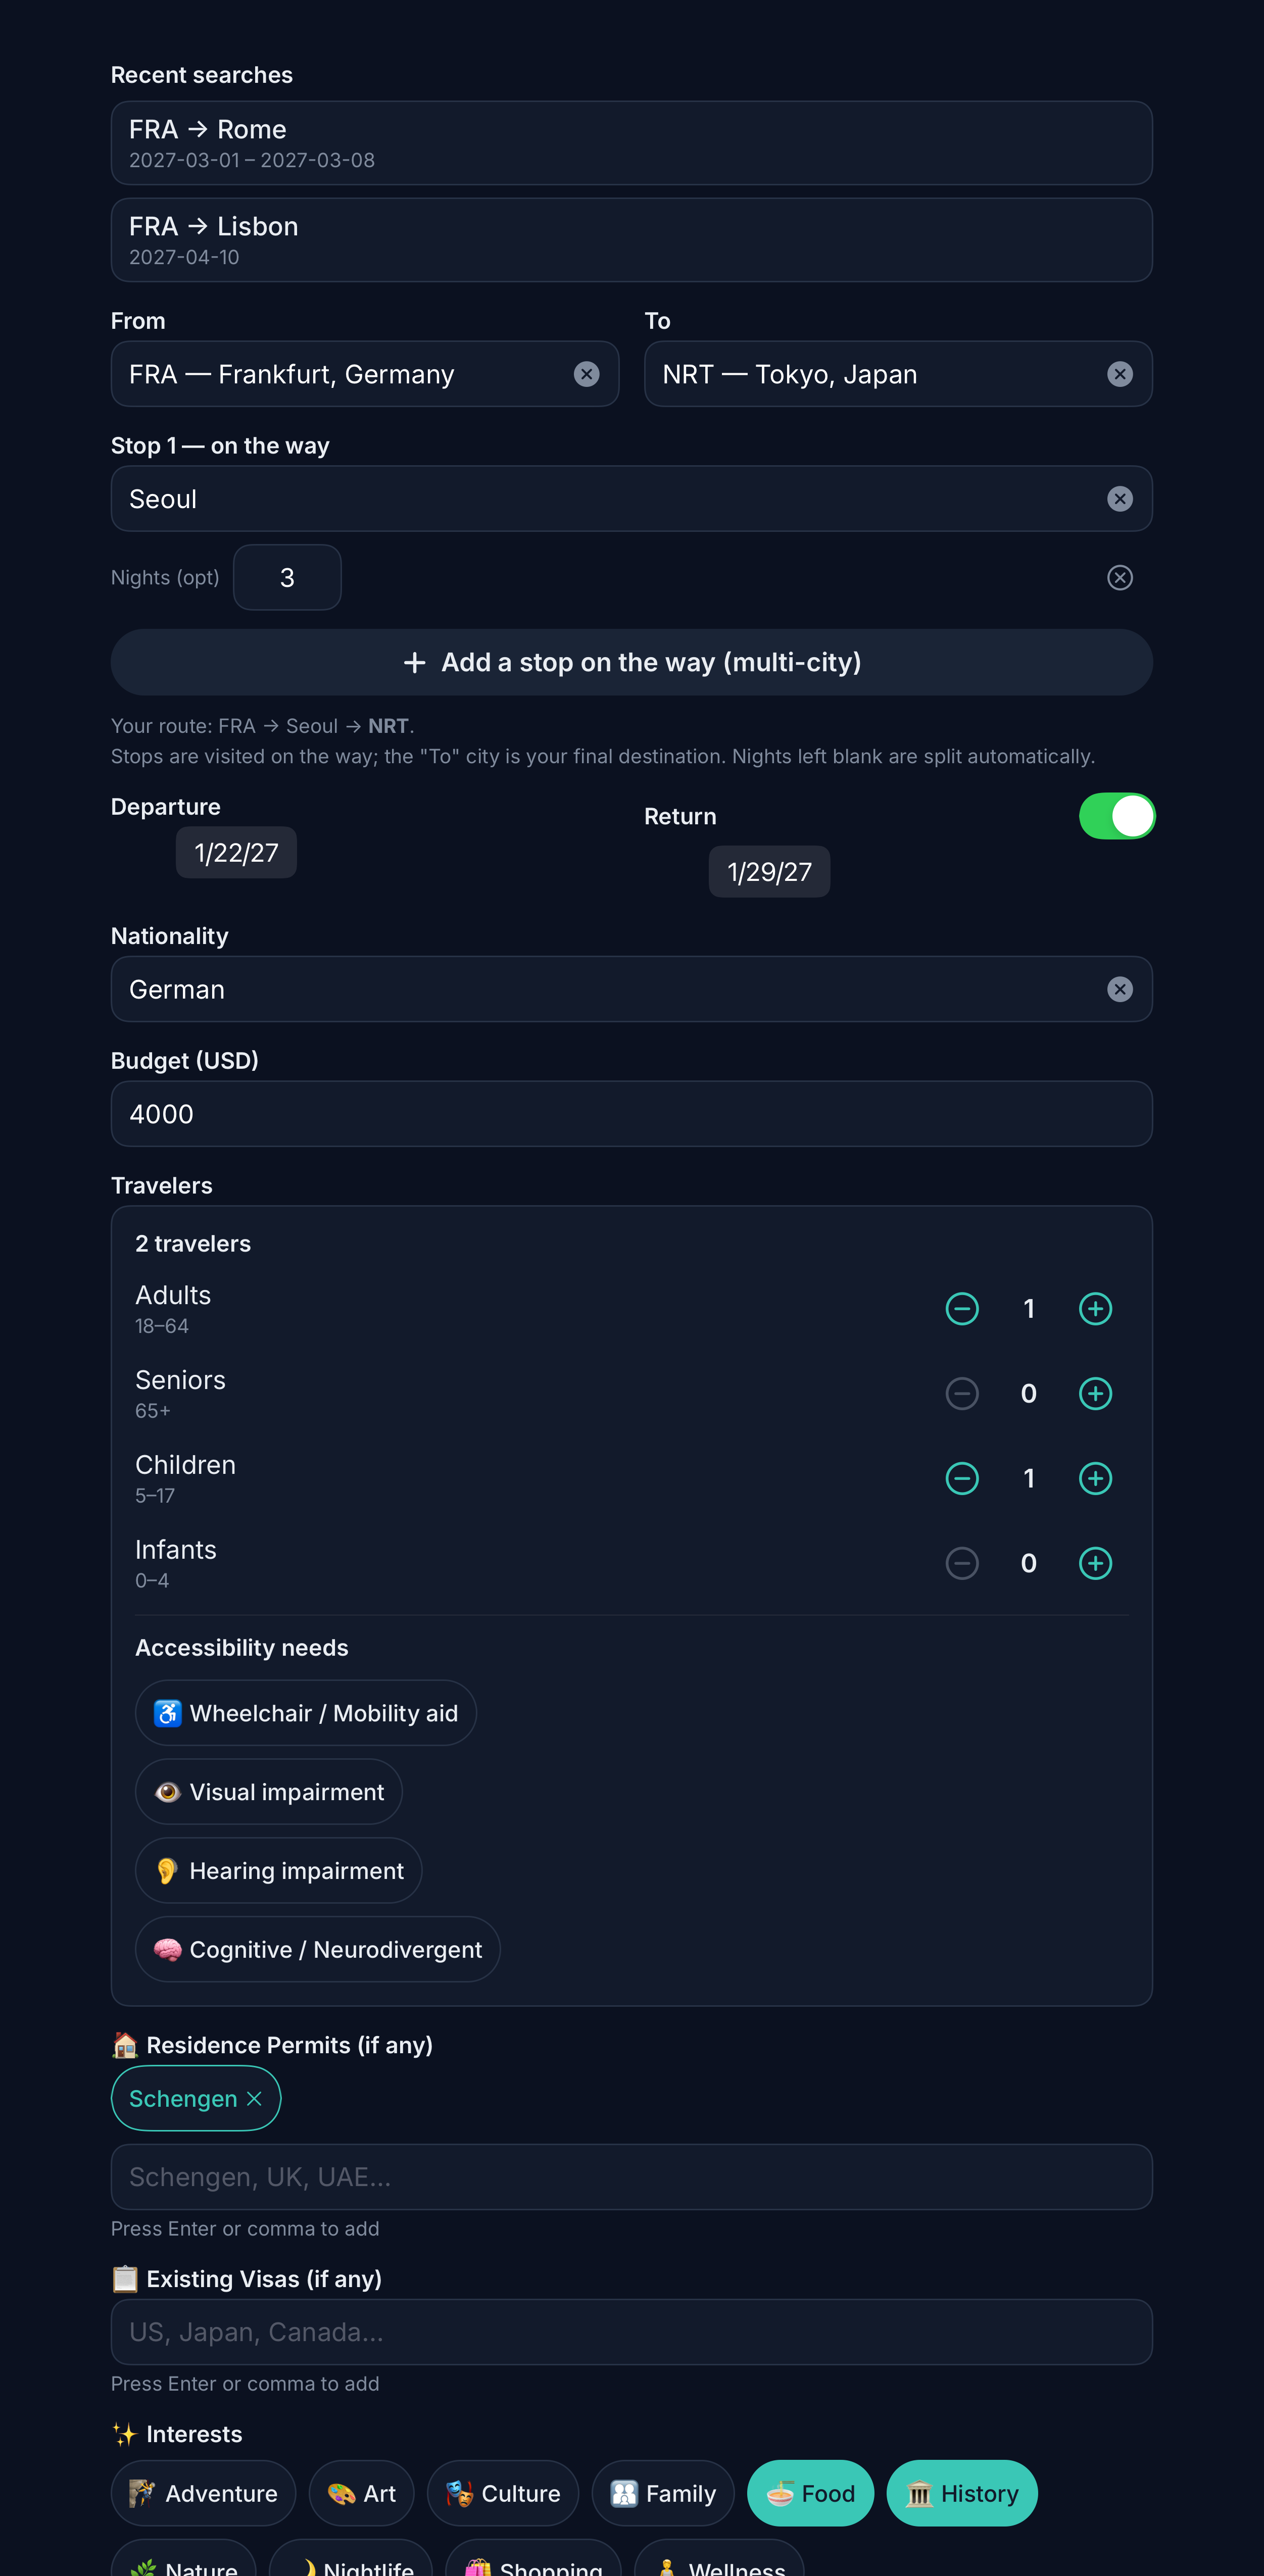 Recent searches
FRA → Rome
2027-03-01 – 2027-03-08
FRA → Lisbon
2027-04-10
From
To
FRA — Frankfurt, Germany
NRT — Tokyo, Japan
Stop 1 — on the way
Seoul
Nights (opt)
3
+ Add a stop on the way (multi-city)
Your route: FRA → Seoul → NRT.
Stops are visited on the way; the "To" city is your final destination. Nights left blank are split automatically.
Departure
Return
1/22/27
1/29/27
Nationality
German
Budget (USD)
4000
Travelers
2 travelers
Adults
18–64
1
Seniors
65+
0
Children
5–17
1
Infants
0–4
0
Accessibility needs
♿ Wheelchair / Mobility aid
👁️ Visual impairment
👂 Hearing impairment
🧠 Cognitive / Neurodivergent
🏠 Residence Permits (if any)
Schengen ×
Schengen, UK, UAE...
Press Enter or comma to add
📋 Existing Visas (if any)
US, Japan, Canada...
Press Enter or comma to add
✨ Interests
🧗 Adventure
🎨 Art
🎭 Culture
👪 Family
🍜 Food
🏛️ History
🌿 Nature
🌙 Nightlife
🛍️ Shopping
🧘 Wellness